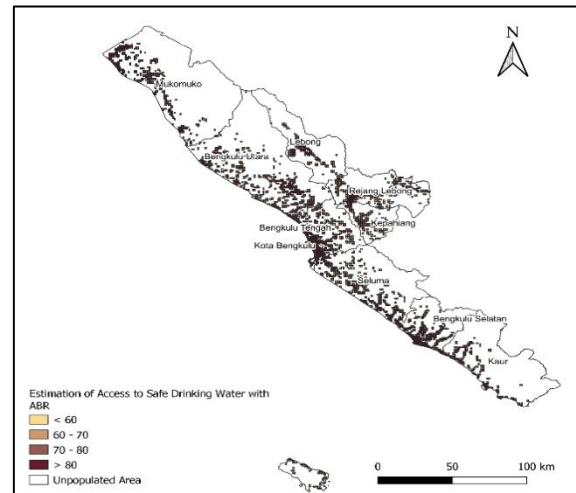 N
Mukomuko
Lebong
Bengkulu Utara
Rejang Lebong
Kepahiang
Bengkulu Tengah
Kota Bengkulu
Seluma
Bengkulu Selatan
Kaur
Estimation of Access to Safe Drinking Water with
ABR
< 60
60 - 70
70 - 80
> 80
Unpopulated Area
0 50 100 km